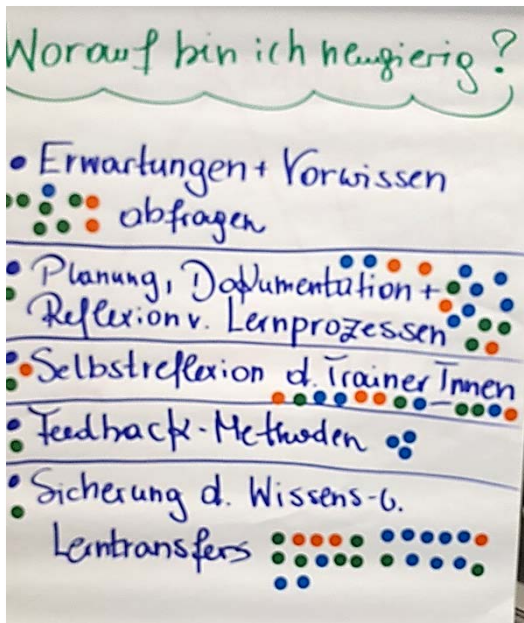 Worauf bin ich neugierig?
• Erwartungen + Vorwissen
abfragen
• Planung, Dokumentation +
Reflexion v. Lernprozessen
• Selbstreflexion d. TrainerInnen
• Feedback-Methoden
• Sicherung d. Wissens- u.
Lerntransfers